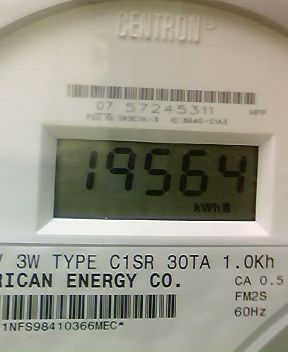 CENTRON®
07 57245311 MPP
19564
kWh
V 3W TYPE C1SR 30TA 1.0Kh
RICAN ENERGY CO. CA 0.5
FM2S
1NFS98410366MEC* 60Hz